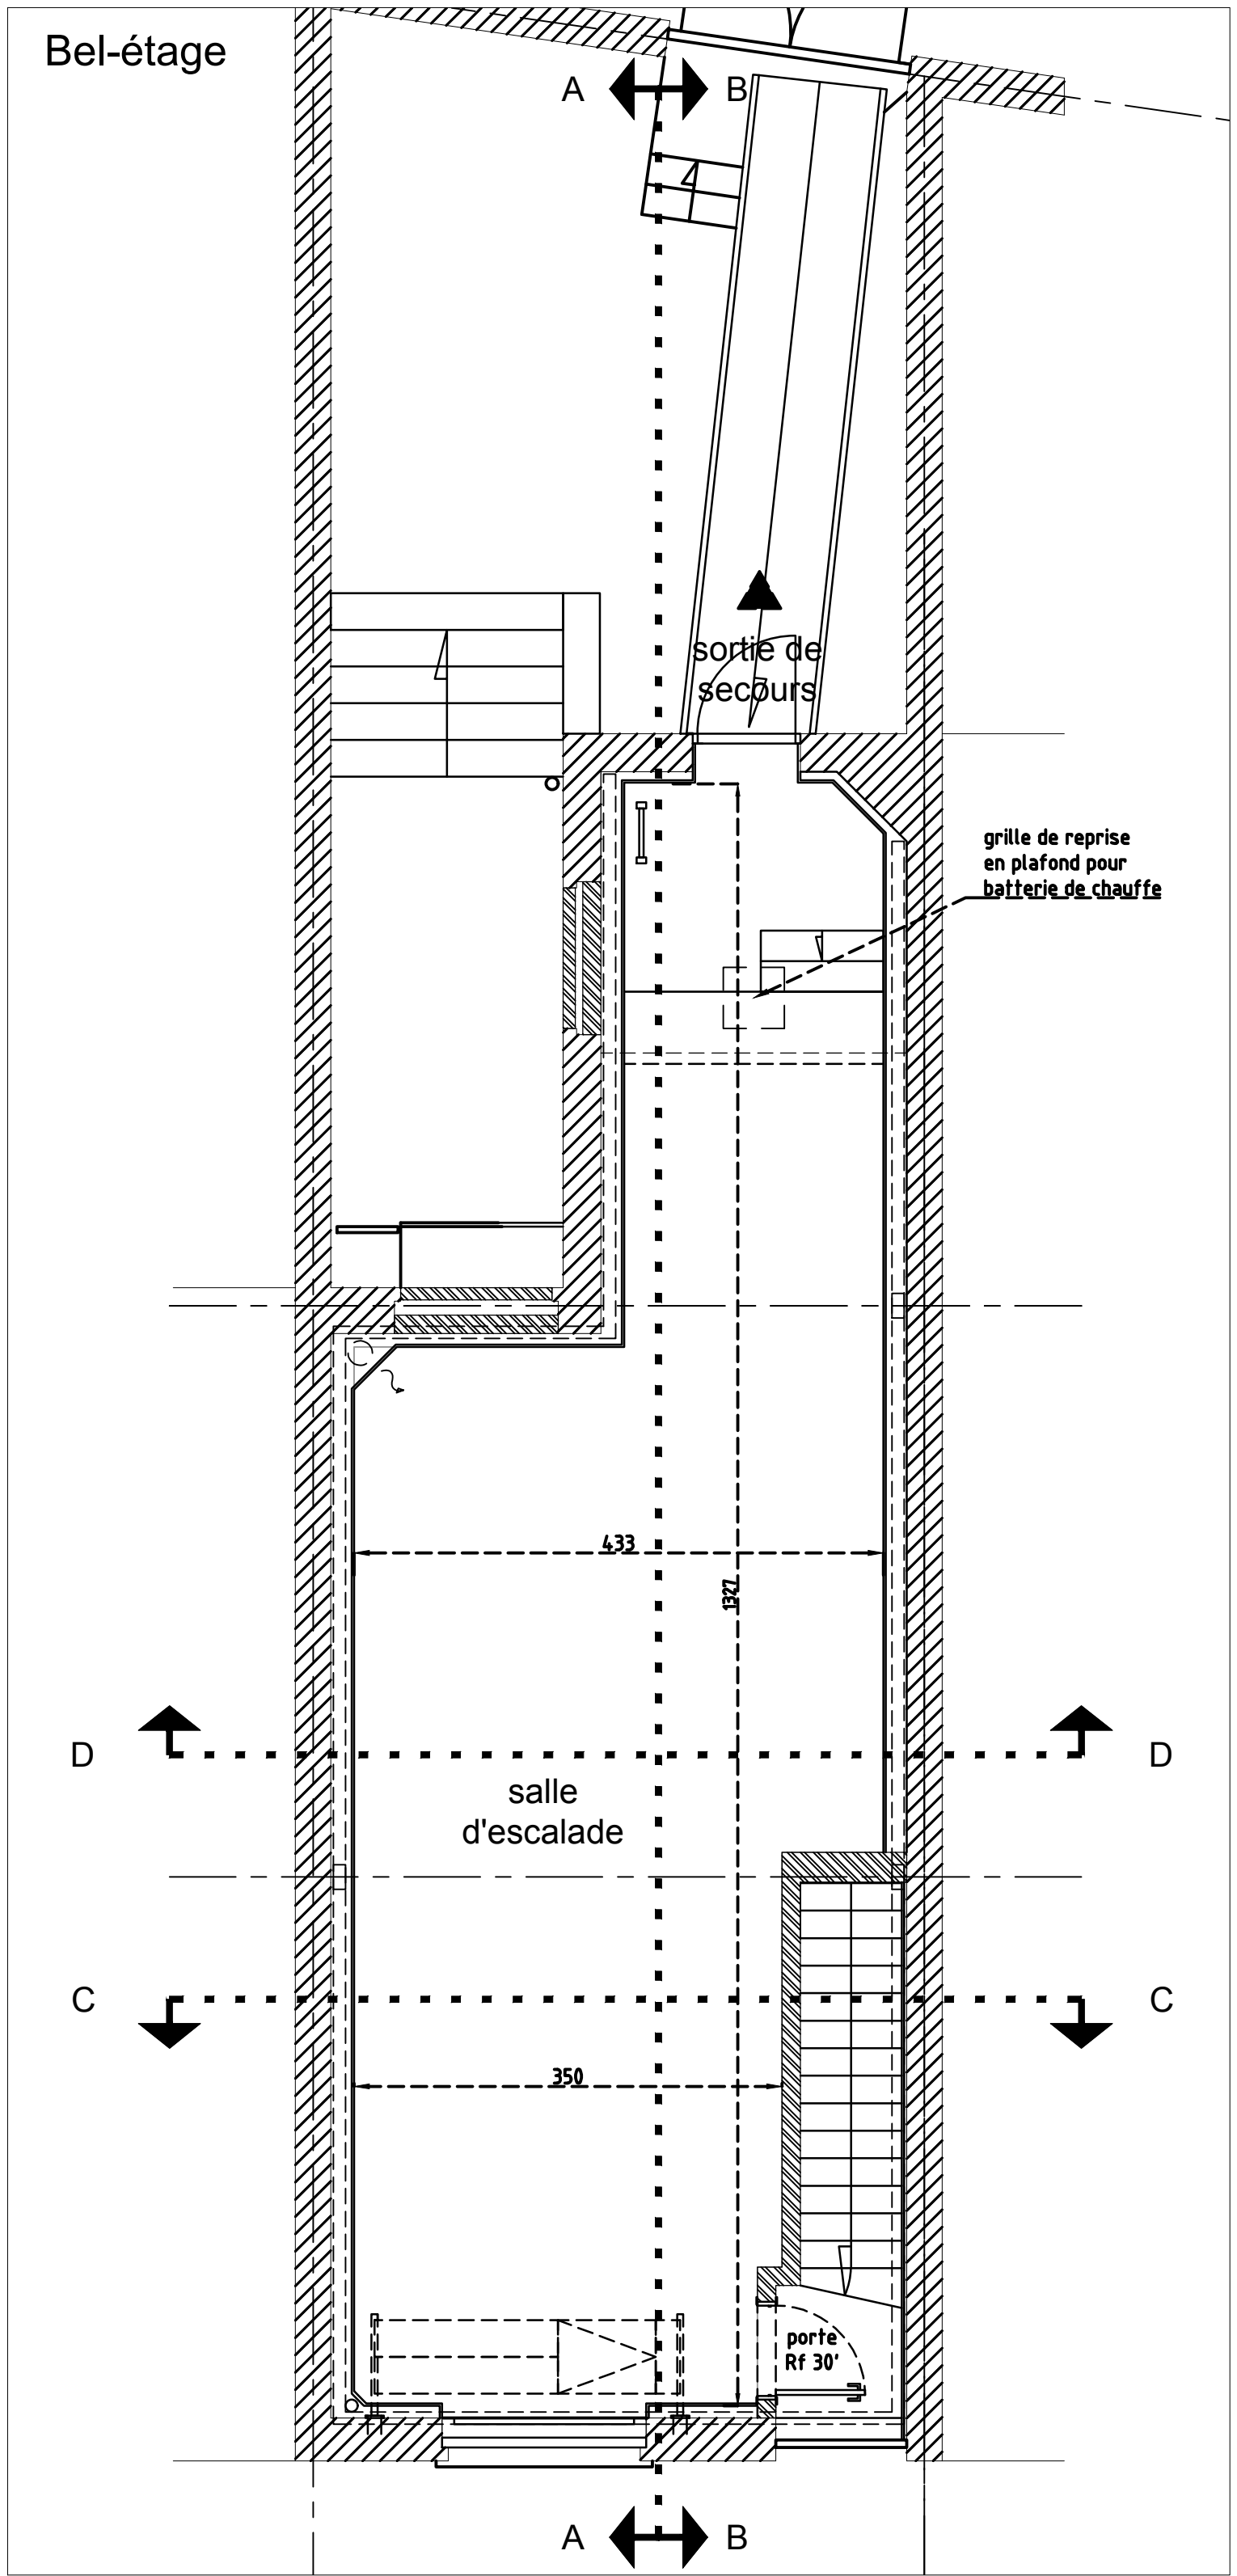 Bel-étage
A B
sortie de
secours
grille de reprise
en plafond pour
batterie de chauffe
433
1327
D D
salle
d'escalade
C C
350
porte
Rf 30'
A B